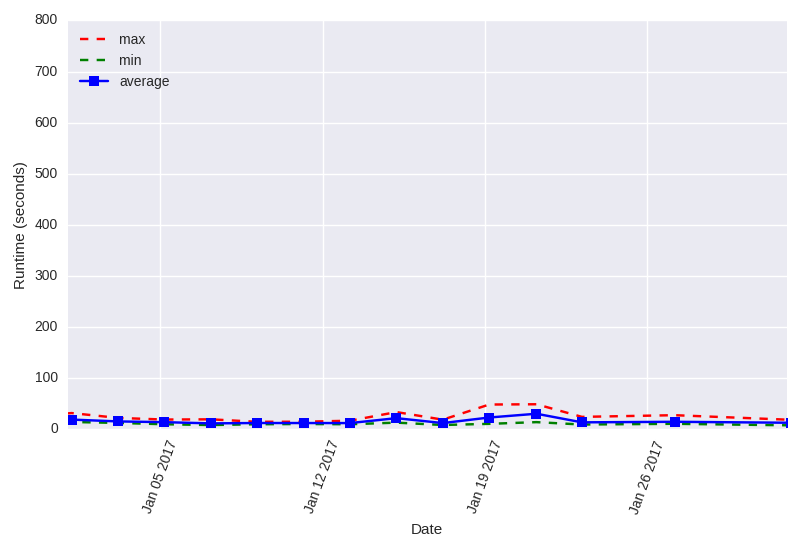 800
700
600
500
400
300
200
100
0
Runtime (seconds)
max
min
average
Jan 05 2017
Jan 12 2017
Jan 19 2017
Jan 26 2017
Date